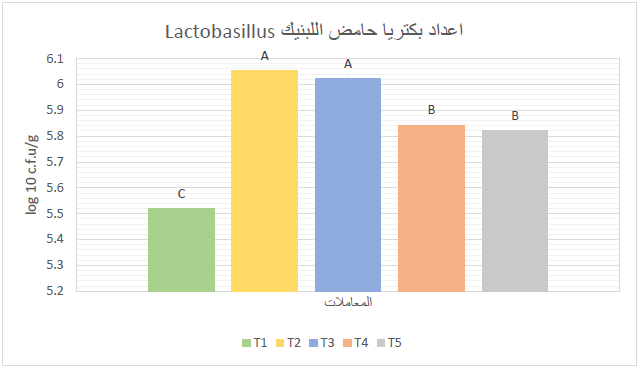 اعداد بكتريا حامض اللبنيك Lactobasillus
6.1
6
5.9
5.8
5.7
5.6
5.5
5.4
5.3
5.2
log 10 c.f.u/g
C
A
A
B
B
المعاملات
T1 T2 T3 T4 T5